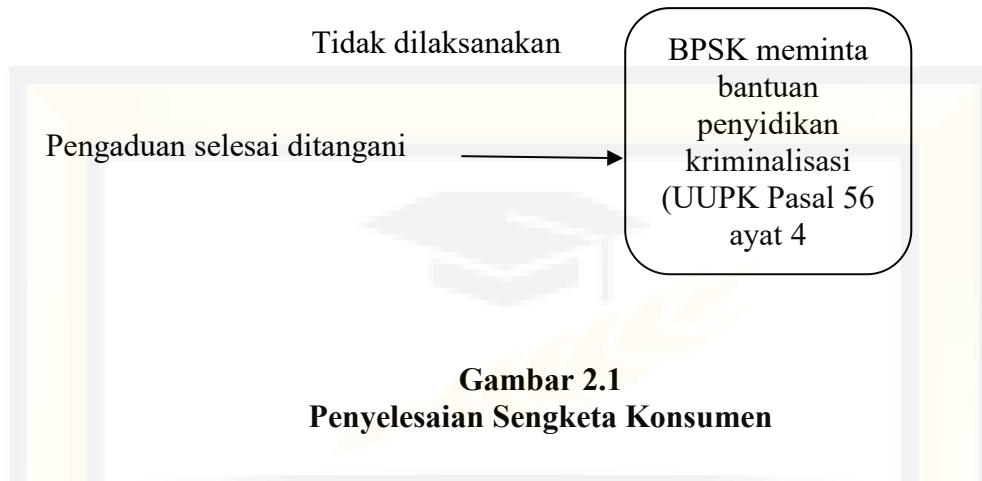 Tidak dilaksanakan
Pengaduan selesai ditangani
BPSK meminta
bantuan
penyidikan
kriminalisasi
(UUPK Pasal 56
ayat 4
Gambar 2.1
Penyelesaian Sengketa Konsumen